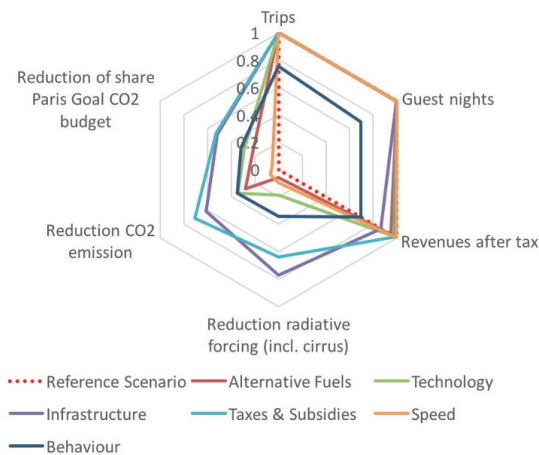 Trips
1
0.8
0.6
0.4
0.2
0
Reduction of share
Paris Goal CO2
budget
Guest nights
Reduction CO2
emission
Revenues after tax
Reduction radiative
forcing (incl. cirrus)
Reference Scenario Alternative Fuels Technology
Infrastructure Taxes & Subsidies Speed
Behaviour